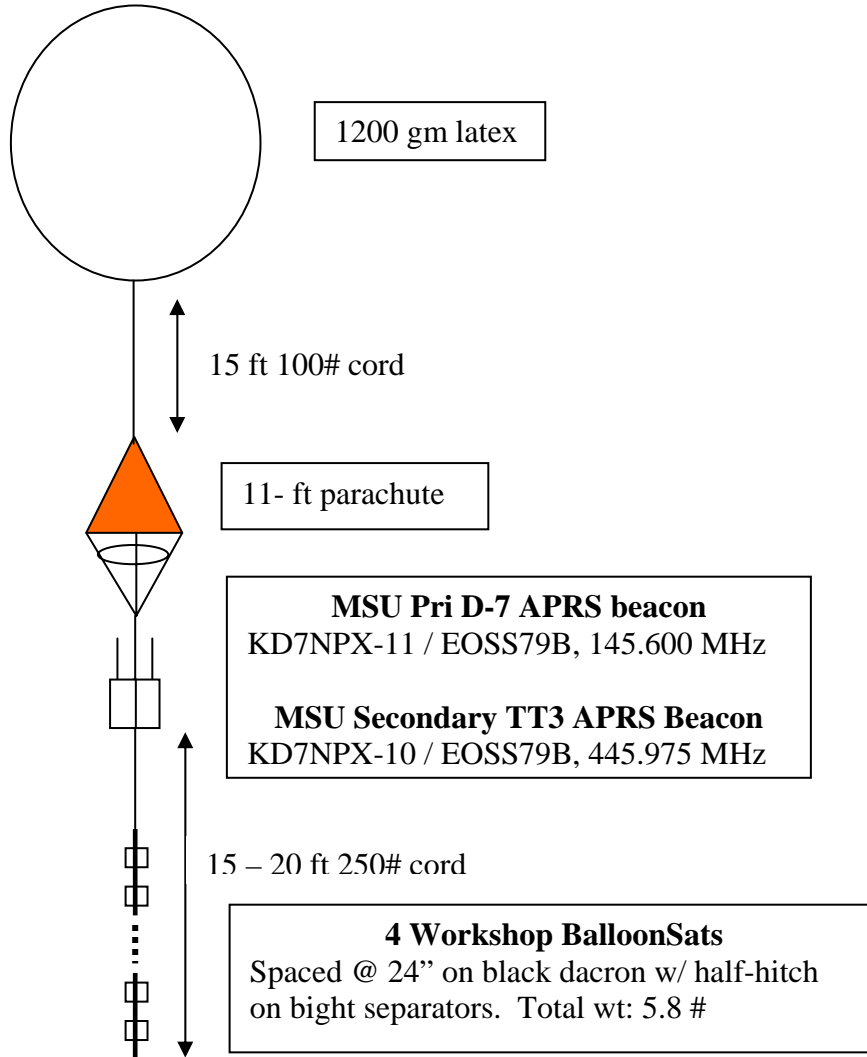 1200 gm latex
15 ft 100# cord
11- ft parachute
MSU Pri D-7 APRS beacon
KD7NPX-11 / EOSS79B, 145.600 MHz
MSU Secondary TT3 APRS Beacon
KD7NPX-10 / EOSS79B, 445.975 MHz
15 – 20 ft 250# cord
4 Workshop BalloonSats
Spaced @ 24” on black dacron w/ half-hitch
on bight separators.  Total wt: 5.8 #